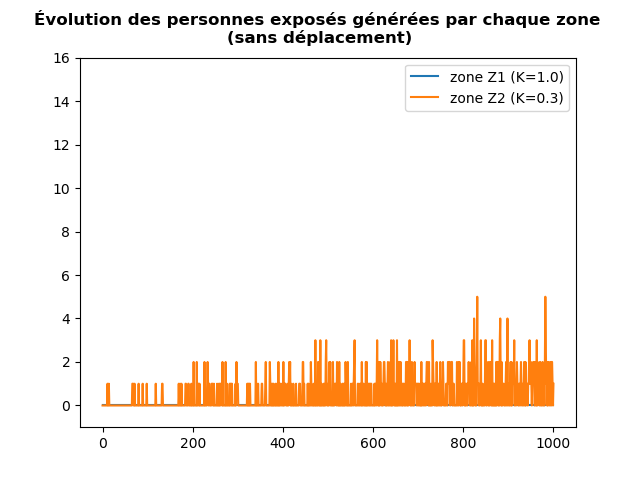 Évolution des personnes exposés générées par chaque zone
(sans déplacement)
zone Z1 (K=1.0)
zone Z2 (K=0.3)
16
14
12
10
8
6
4
2
0
0 200 400 600 800 1000